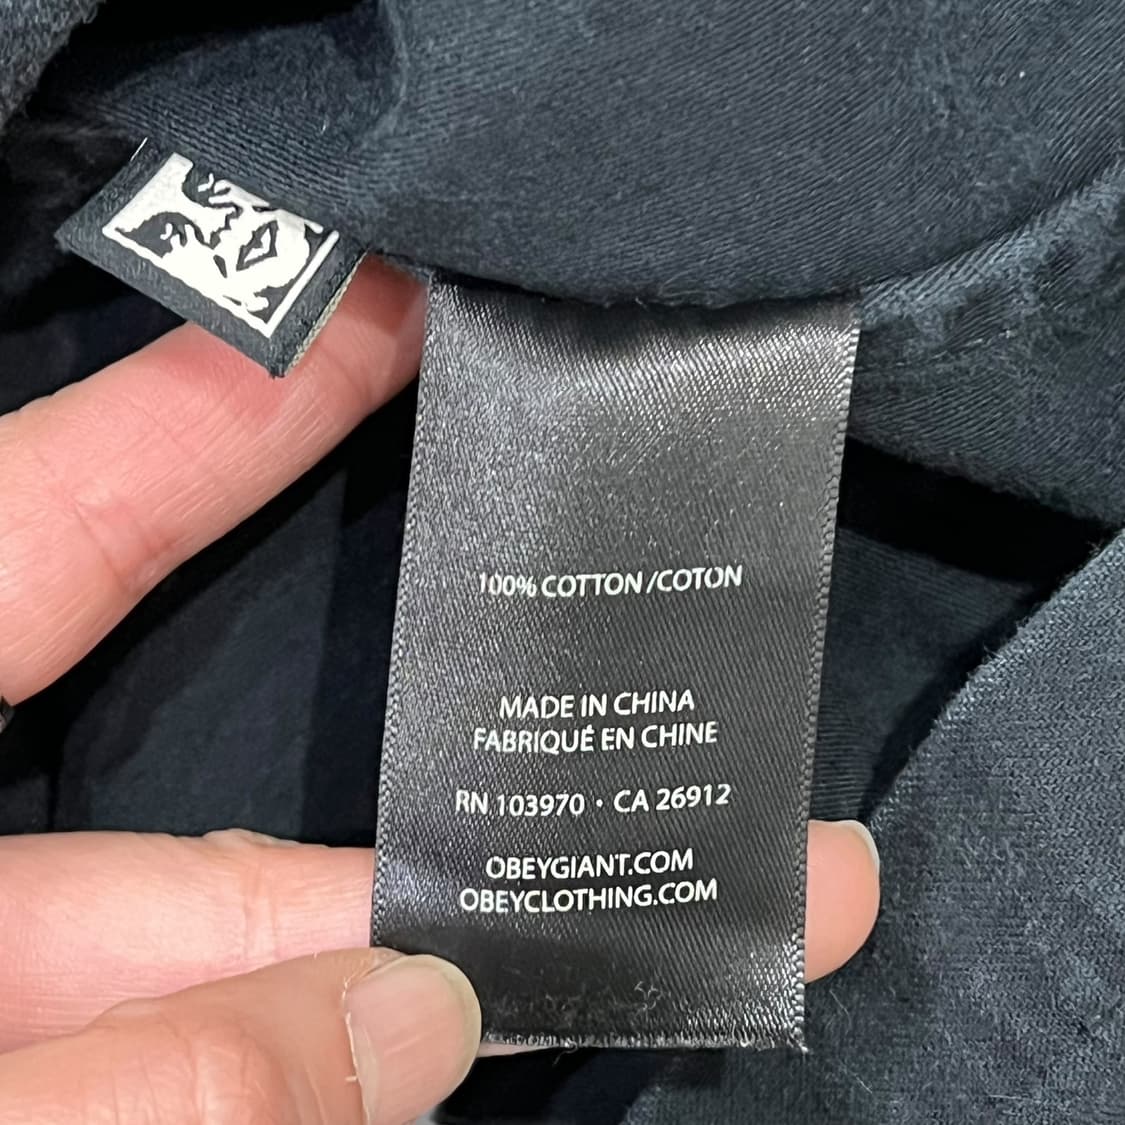 100% COTTON/COTON
MADE IN CHINA
FABRIQUÉ EN CHINE
RN 103970 · CA 26912
OBEYGIANT.COM
OBEYCLOTHING.COM